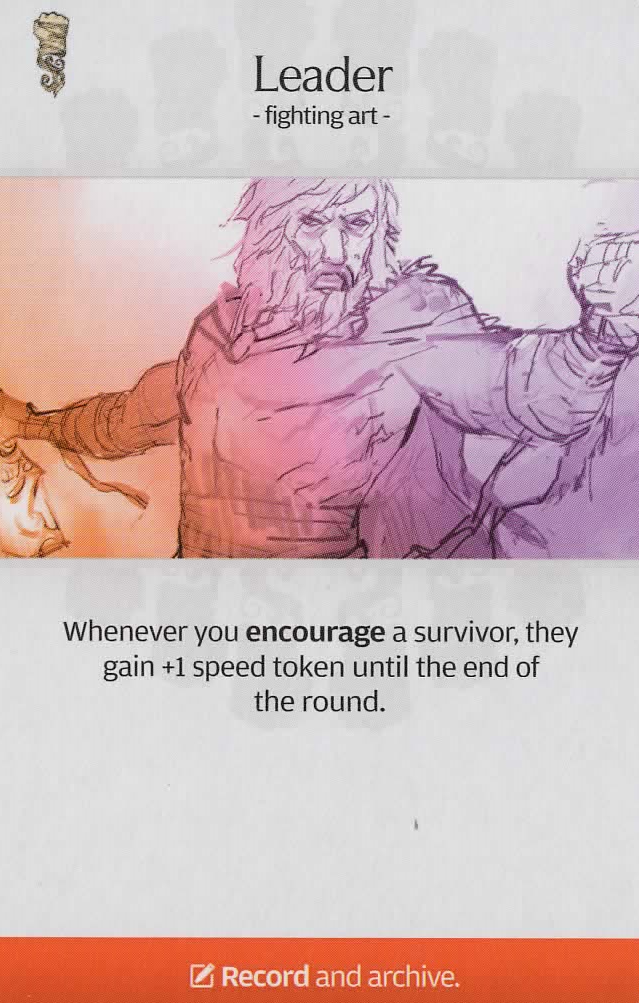 Leader
- fighting art -
Whenever you encourage a survivor, they
gain +1 speed token until the end of
the round.
Record and archive.